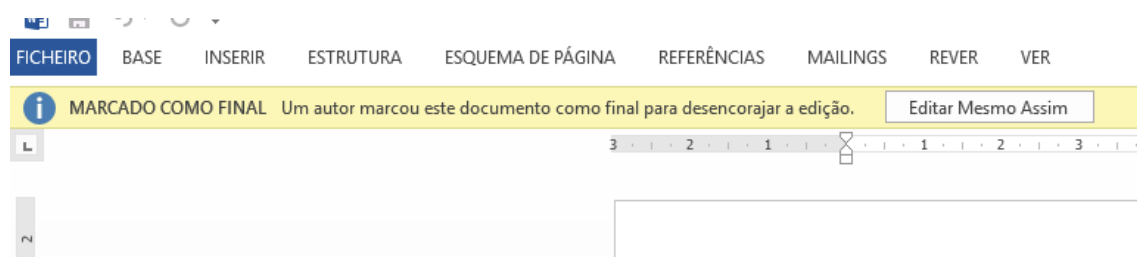 FICHEIRO BASE INSERIR ESTRUTURA ESQUEMA DE PÁGINA REFERÊNCIAS MAILINGS REVER VER
MARCADO COMO FINAL Um autor marcou este documento como final para desencorajar a edição. Editar Mesmo Assim
L 3 2 1 1 2 3
2